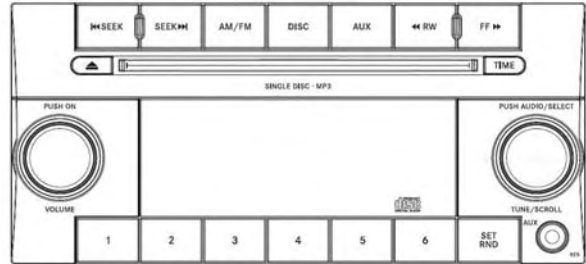 ⏮ SEEK SEEK ⏭ AM/FM DISC AUX ◀◀ RW FF ▶▶
TIME
SINGLE DISC - MP3
PUSH ON PUSH AUDIO/SELECT
VOLUME TUNE/SCROLL
1 2 3 4 5 6 SET RND AUX
RES